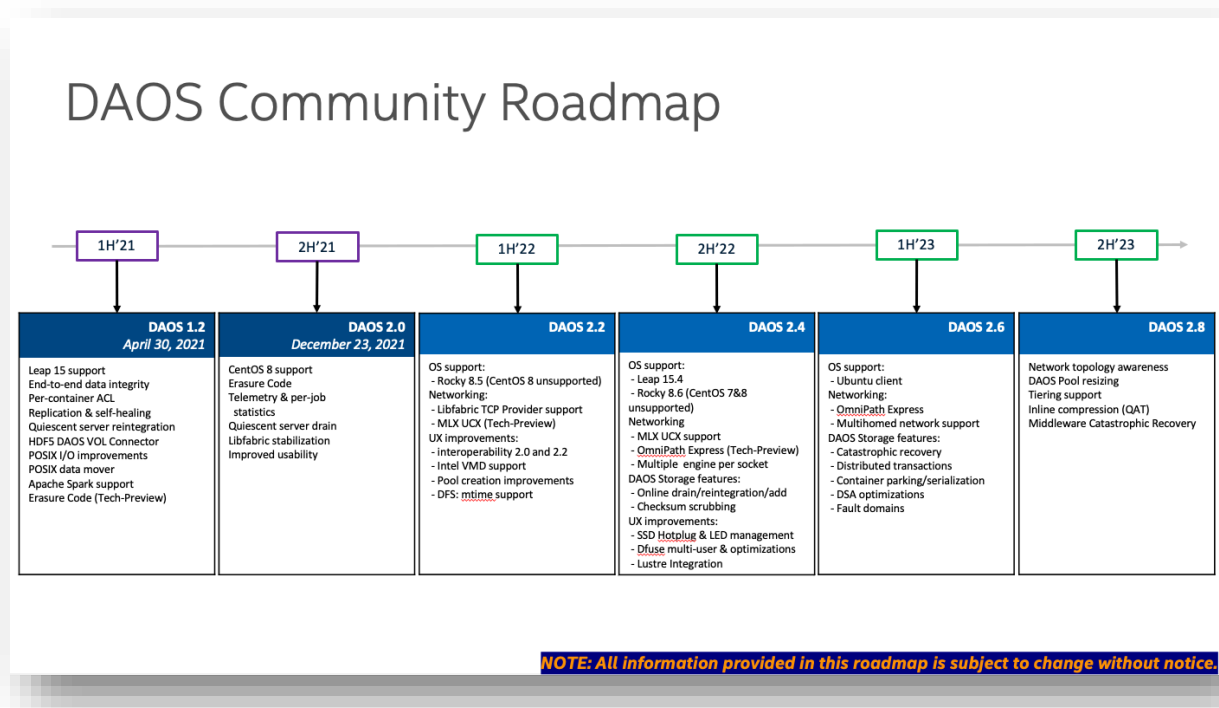 DAOS Community Roadmap
1H'21
2H'21
1H'22
2H'22
1H'23
2H'23
DAOS 1.2
April 30, 2021
Leap 15 support
End-to-end data integrity
Per-container ACL
Replication & self-healing
Quiescent server reintegration
HDF5 DAOS VOL Connector
POSIX I/O improvements
POSIX data mover
Apache Spark support
Erasure Code (Tech-Preview)
DAOS 2.0
December 23, 2021
CentOS 8 support
Erasure Code
Telemetry & per-job
statistics
Quiescent server drain
Libfabric stabilization
Improved usability
DAOS 2.2
OS support:
- Rocky 8.5 (CentOS 8 unsupported)
Networking:
- Libfabric TCP Provider support
- MLX UCX (Tech-Preview)
UX improvements:
- interoperability 2.0 and 2.2
- Intel VMD support
- Pool creation improvements
- DFS: mtime support
DAOS 2.4
OS support:
- Leap 15.4
- Rocky 8.6 (CentOS 7&8
unsupported)
Networking
- MLX UCX support
- OmniPath Express (Tech-Preview)
- Multiple engine per socket
DAOS Storage features:
- Online drain/reintegration/add
- Checksum scrubbing
UX improvements:
- SSD Hotplug & LED management
- Dfuse multi-user & optimizations
- Lustre Integration
DAOS 2.6
OS support:
- Ubuntu client
Networking:
- OmniPath Express
- Multihomed network support
DAOS Storage features:
- Catastrophic recovery
- Distributed transactions
- Container parking/serialization
- DSA optimizations
- Fault domains
DAOS 2.8
Network topology awareness
DAOS Pool resizing
Tiering support
Inline compression (QAT)
Middleware Catastrophic Recovery
NOTE: All information provided in this roadmap is subject to change without notice.